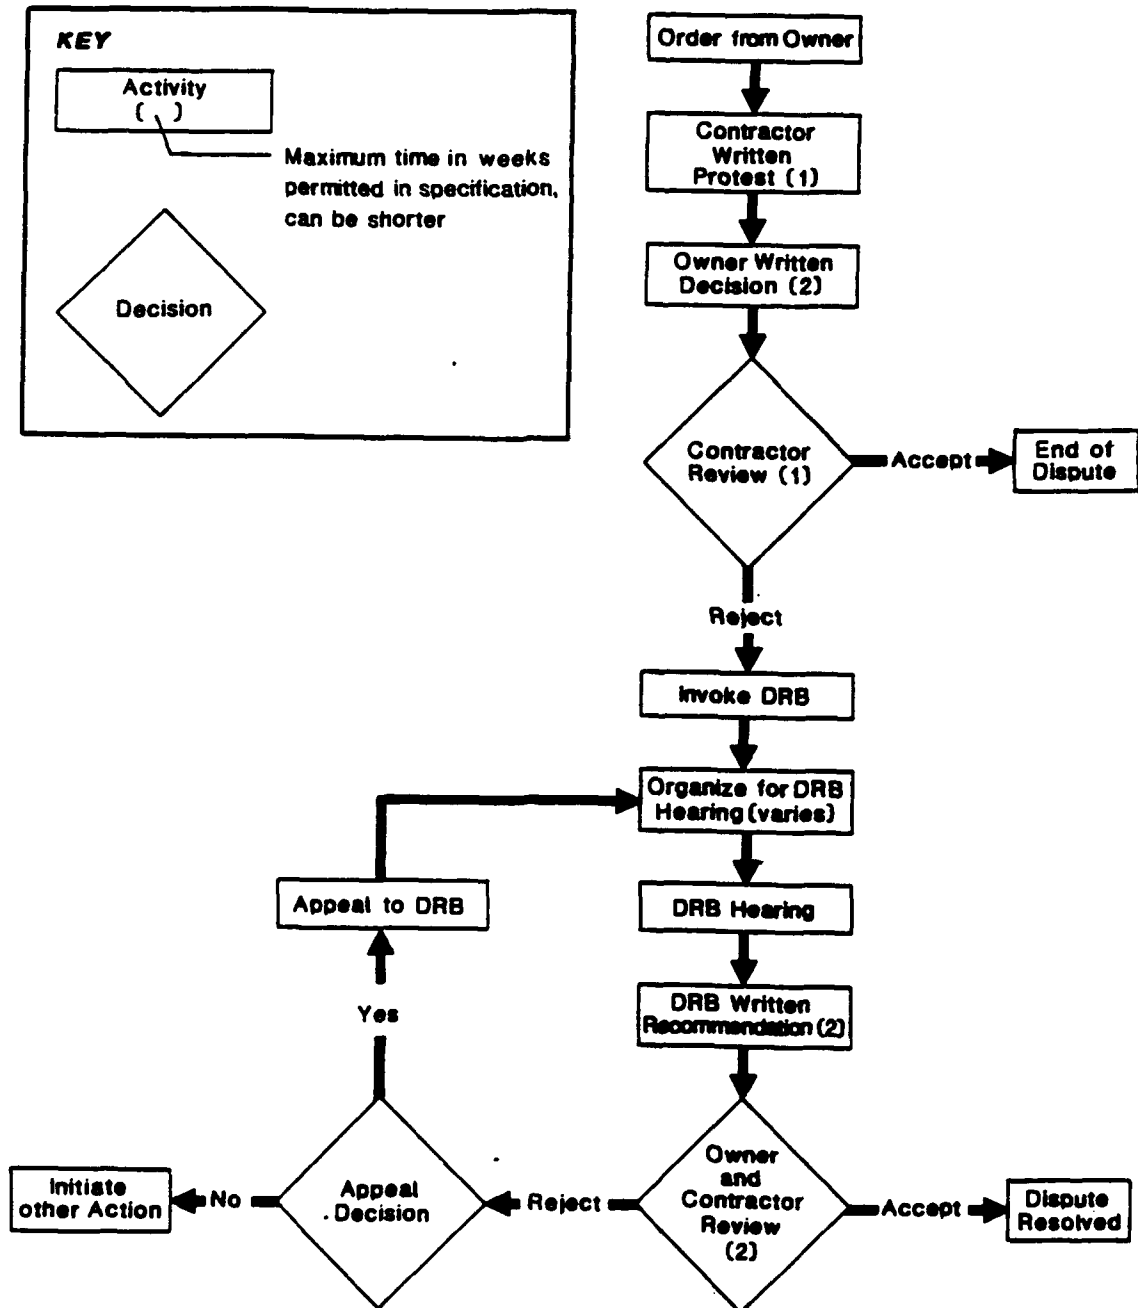 KEY
Activity
( )
Maximum time in weeks
permitted in specification,
can be shorter
Decision
Order from Owner
Contractor
Written
Protest (1)
Owner Written
Decision (2)
Contractor
Review (1)
Accept
End of
Dispute
Reject
Invoke DRB
Organize for DRB
Hearing (varies)
Appeal to DRB
DRB Hearing
DRB Written
Recommendation (2)
Yes
Owner
and
Contractor
Review
(2)
Accept
Dispute
Resolved
Reject
Appeal
Decision
No
Initiate
other Action